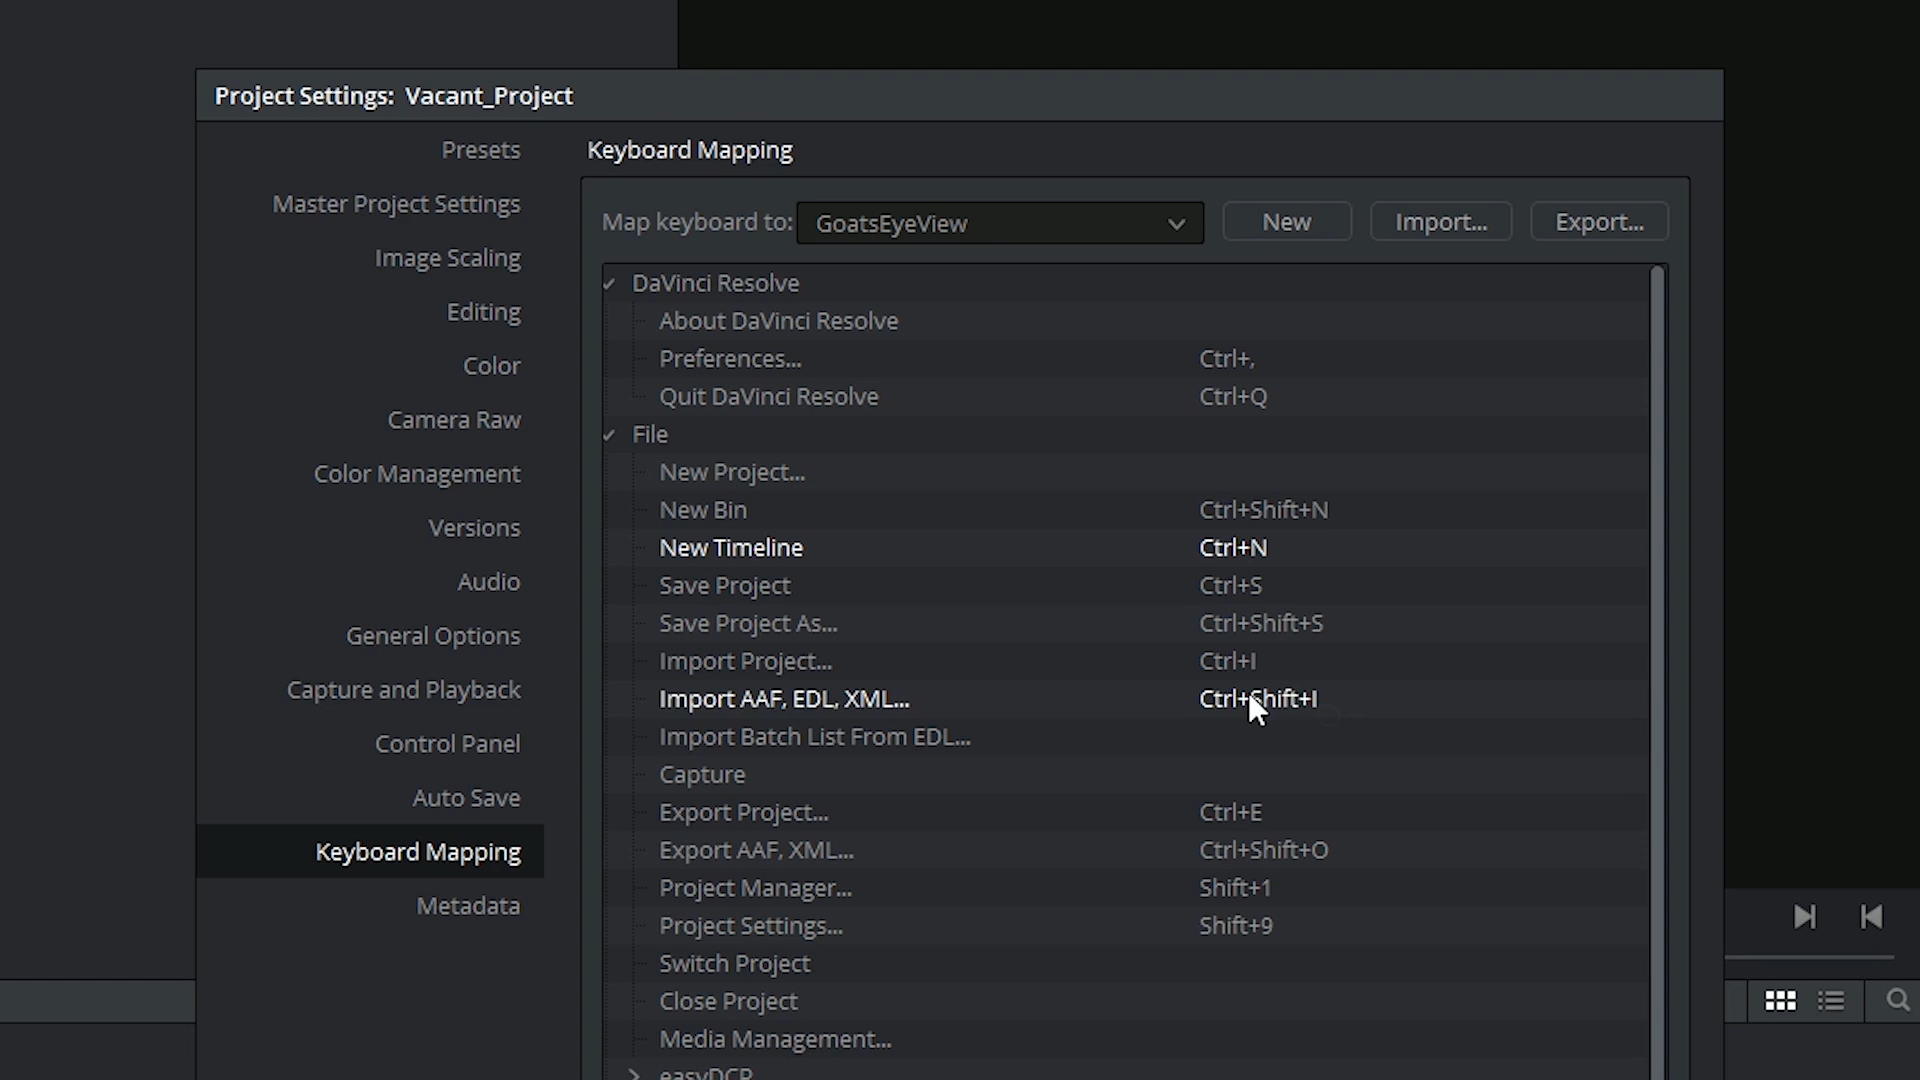 Project Settings: Vacant_Project
Presets
Master Project Settings
Image Scaling
Editing
Color
Camera Raw
Color Management
Versions
Audio
General Options
Capture and Playback
Control Panel
Auto Save
Keyboard Mapping
Metadata
Keyboard Mapping
Map keyboard to: GoatsEyeView New Import... Export...
DaVinci Resolve
About DaVinci Resolve
Preferences... Ctrl+,
Quit DaVinci Resolve Ctrl+Q
File
New Project...
New Bin Ctrl+Shift+N
New Timeline Ctrl+N
Save Project Ctrl+S
Save Project As... Ctrl+Shift+S
Import Project... Ctrl+I
Import AAF, EDL, XML... Ctrl+Shift+I
Import Batch List From EDL...
Capture
Export Project... Ctrl+E
Export AAF, XML... Ctrl+Shift+O
Project Manager... Shift+1
Project Settings... Shift+9
Switch Project
Close Project
Media Management...
easyDCP